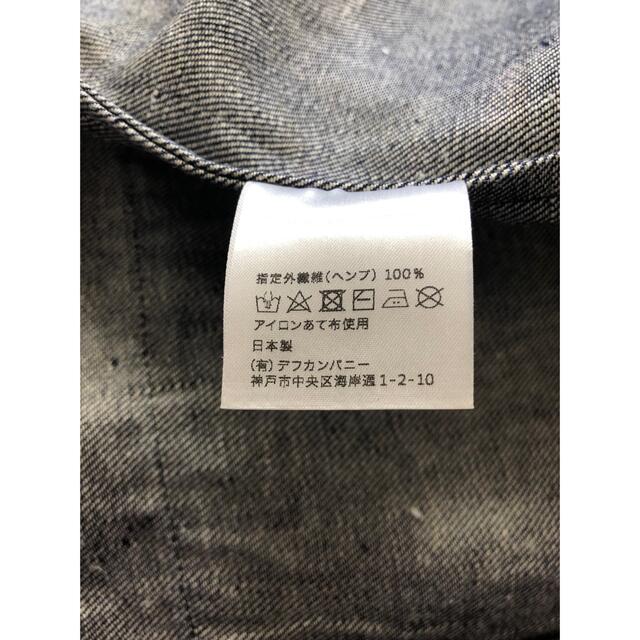 指定外繊維(ヘンプ) 100%
アイロンあて布使用
日本製
(有)デフカンパニー
神戸市中央区海岸通1-2-10